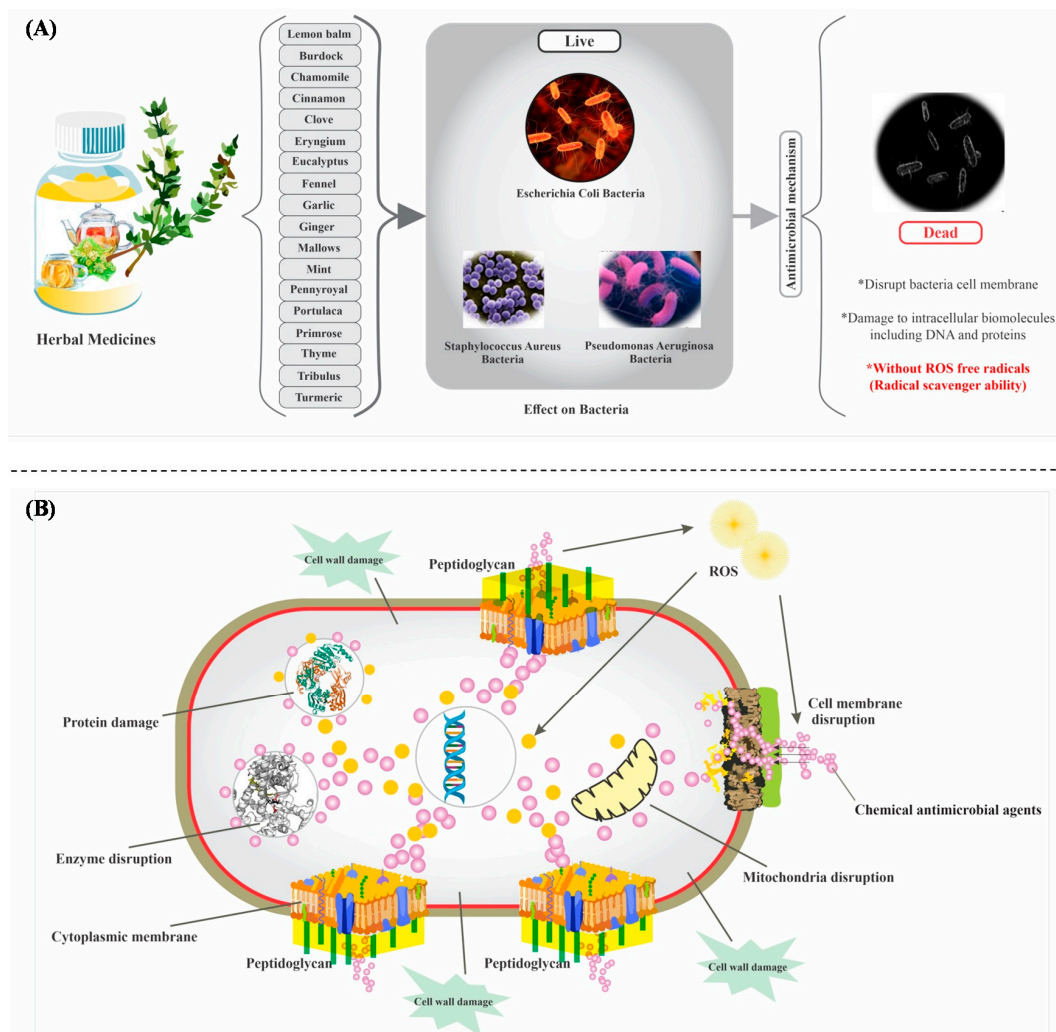 (A)
Lemon balm
Burdock
Chamomile
Cinnamon
Clove
Eryngium
Eucalyptus
Fennel
Garlic
Ginger
Mallows
Mint
Pennyroyal
Portulaca
Primrose
Thyme
Tribulus
Turmeric
Herbal Medicines
Live
Escherichia Coli Bacteria
Staphylococcus Aureus
Bacteria
Pseudomonas Aeruginosa
Bacteria
Effect on Bacteria
Antimicrobial mechanism
Dead
*Disrupt bacteria cell membrane
*Damage to intracellular biomolecules
including DNA and proteins
*Without ROS free radicals
(Radical scavenger ability)
(B)
Cell wall damage
Peptidoglycan
ROS
Protein damage
Cell membrane
disruption
Chemical antimicrobial agents
Enzyme disruption
Mitochondria disruption
Cytoplasmic membrane
Peptidoglycan
Peptidoglycan
Cell wall damage
Cell wall damage